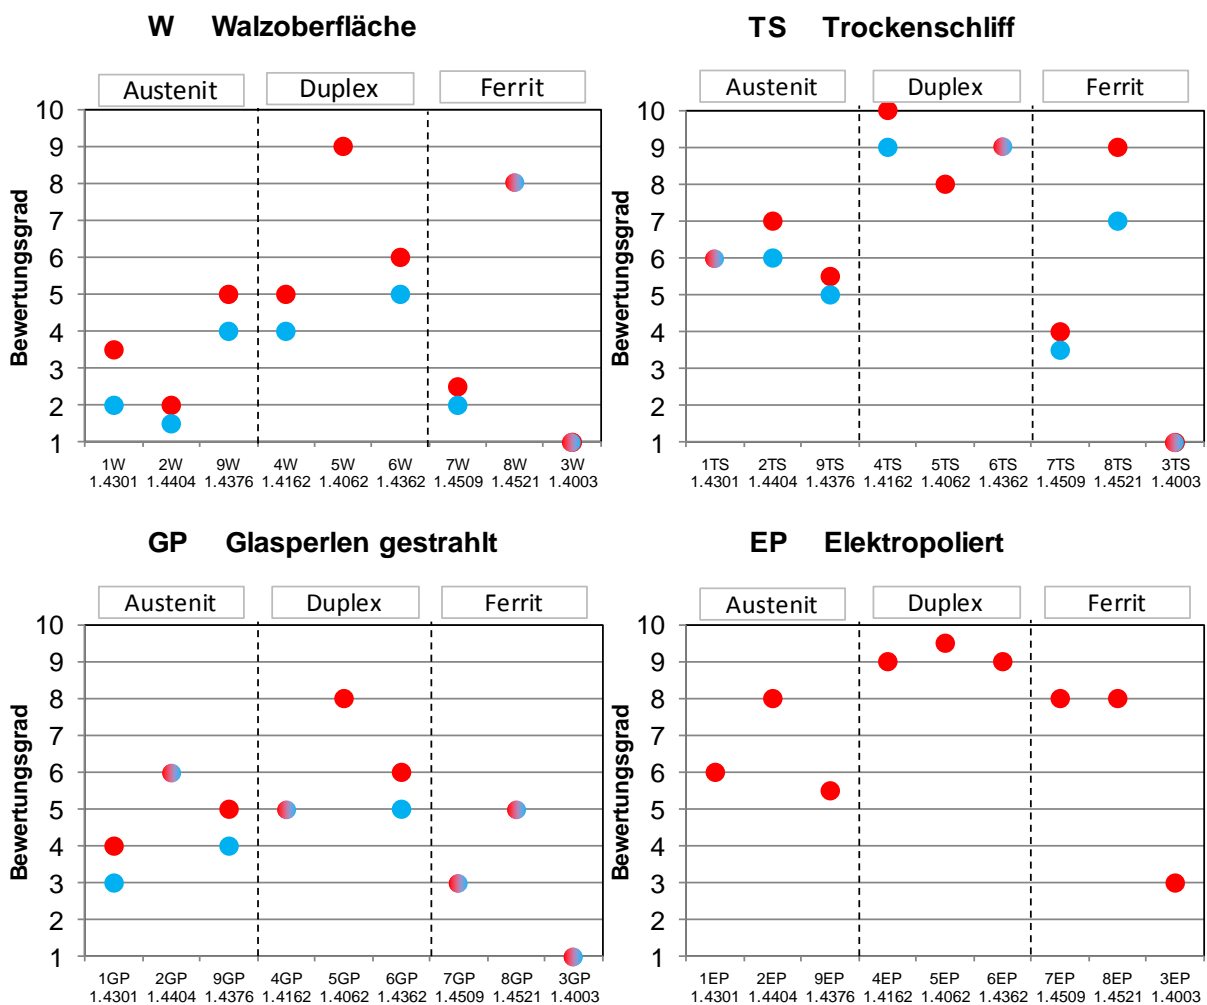 W Walzoberfläche
Austenit Duplex Ferrit
Bewertungsgrad
10
9
8
7
6
5
4
3
2
1
1W 2W 9W 4W 5W 6W 7W 8W 3W
1.4301 1.4404 1.4376 1.4162 1.4062 1.4362 1.4509 1.4521 1.4003
TS Trockenschliff
Austenit Duplex Ferrit
Bewertungsgrad
10
9
8
7
6
5
4
3
2
1
1TS 2TS 9TS 4TS 5TS 6TS 7TS 8TS 3TS
1.4301 1.4404 1.4376 1.4162 1.4062 1.4362 1.4509 1.4521 1.4003
GP Glasperlen gestrahlt
Austenit Duplex Ferrit
Bewertungsgrad
10
9
8
7
6
5
4
3
2
1
1GP 2GP 9GP 4GP 5GP 6GP 7GP 8GP 3GP
1.4301 1.4404 1.4376 1.4162 1.4062 1.4362 1.4509 1.4521 1.4003
EP Elektropoliert
Austenit Duplex Ferrit
Bewertungsgrad
10
9
8
7
6
5
4
3
2
1
1EP 2EP 9EP 4EP 5EP 6EP 7EP 8EP 3EP
1.4301 1.4404 1.4376 1.4162 1.4062 1.4362 1.4509 1.4521 1.4003